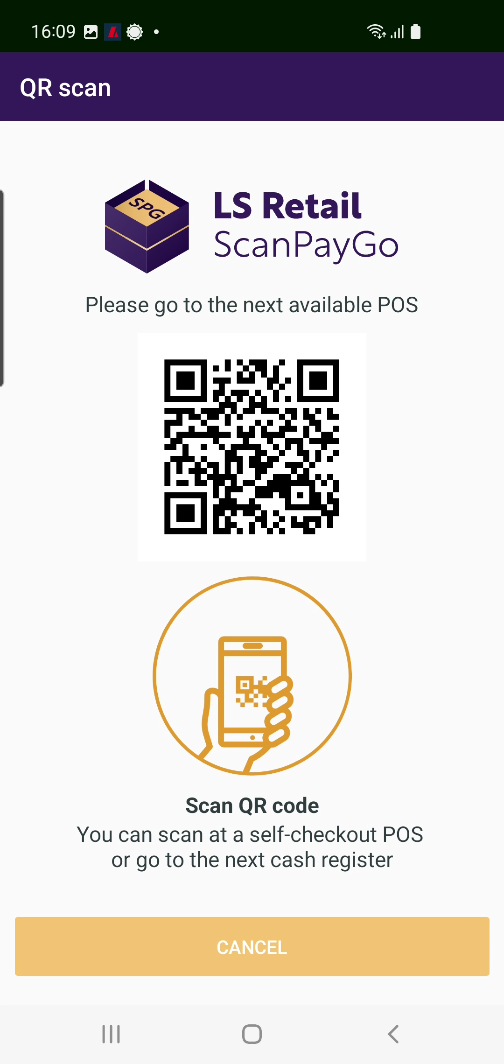 16:09
QR scan
SPG
LS Retail
ScanPayGo
Please go to the next available POS
Scan QR code
You can scan at a self-checkout POS
or go to the next cash register
CANCEL